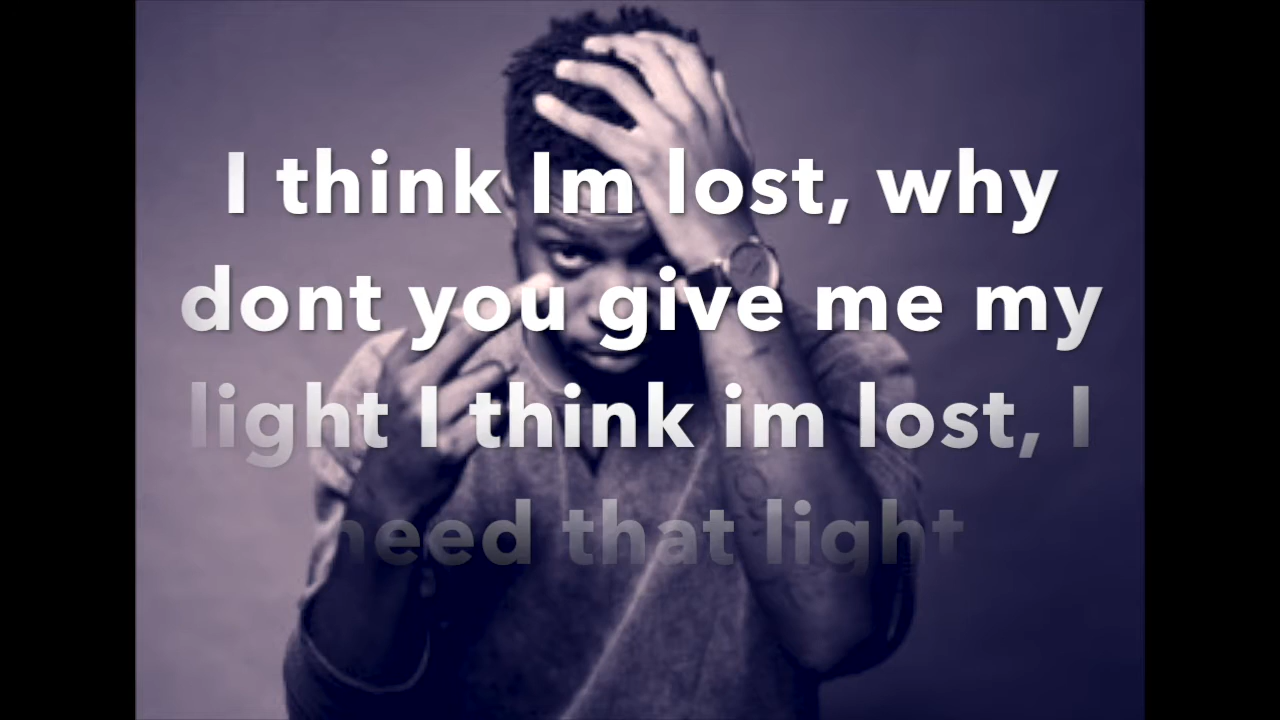 I think Im lost, why
dont you give me my
light I think im lost, I
need that light